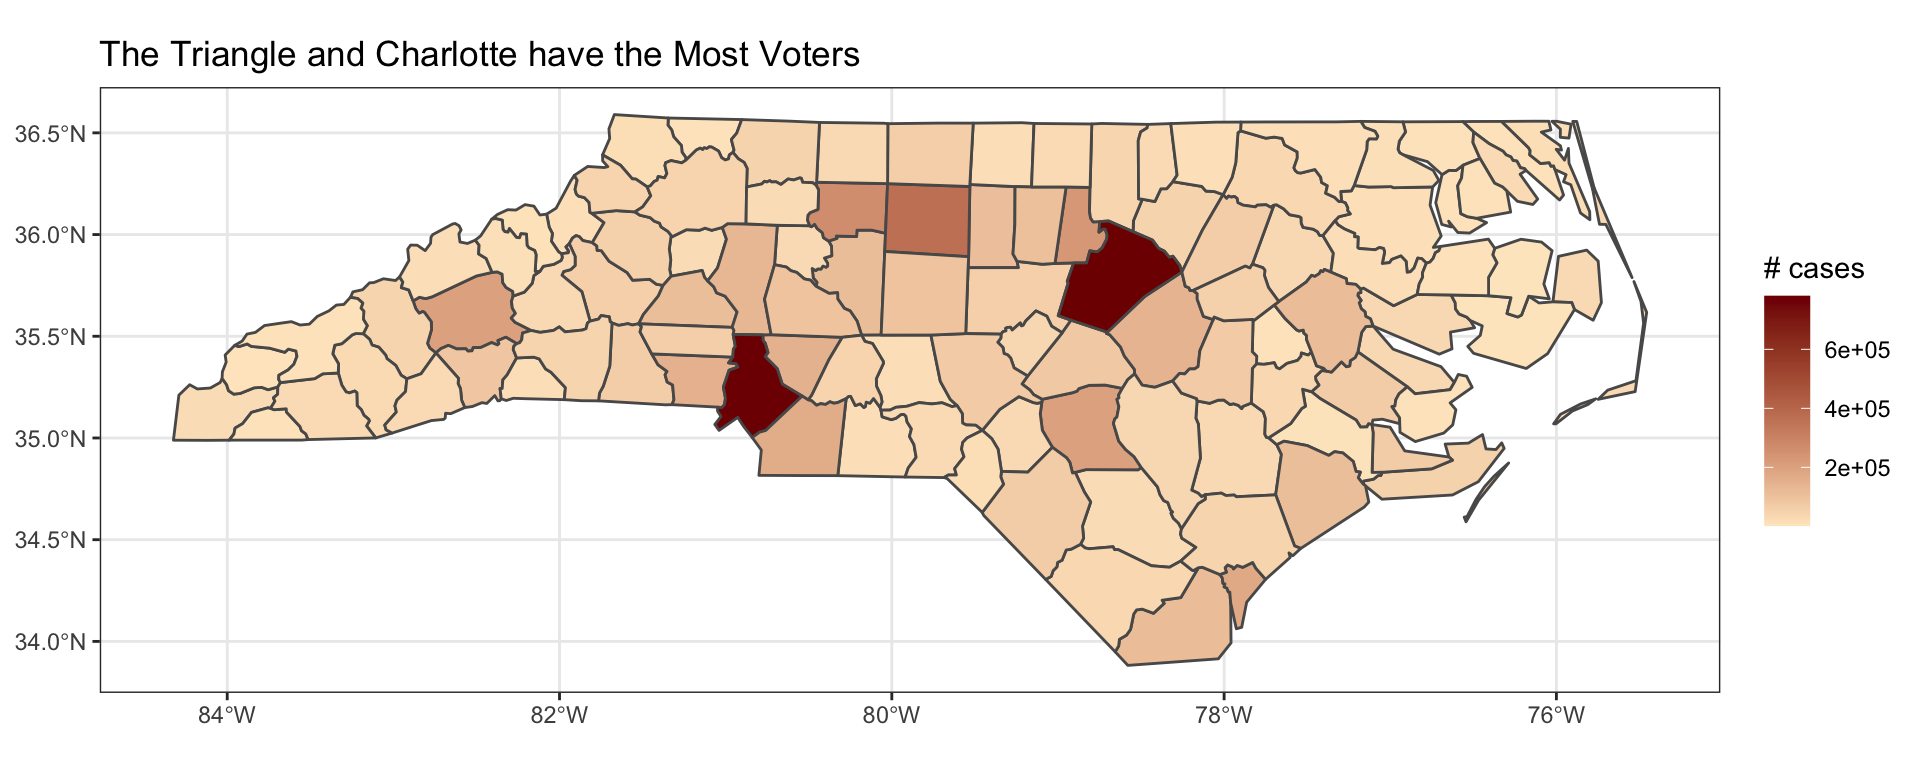 The Triangle and Charlotte have the Most Voters
36.5°N
36.0°N
35.5°N
35.0°N
34.5°N
34.0°N
84°W 82°W 80°W 78°W 76°W
# cases
6e+05
4e+05
2e+05